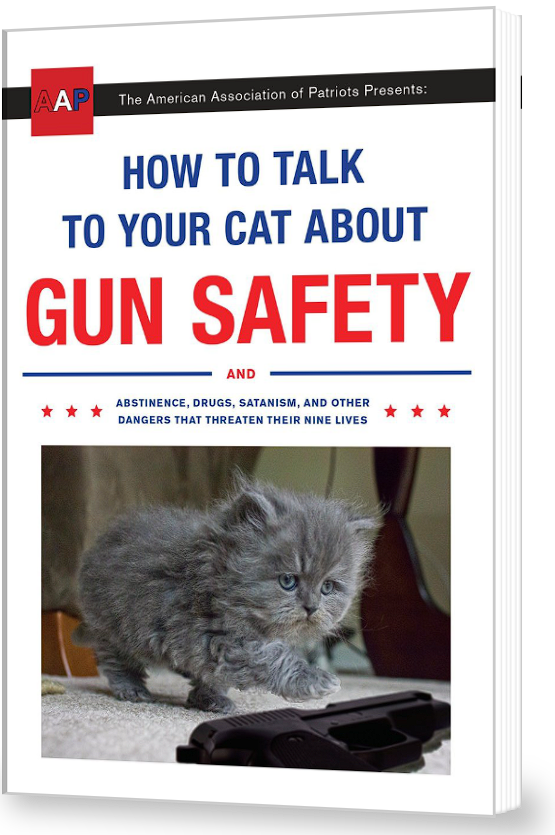 AAP
The American Association of Patriots Presents:
HOW TO TALK
TO YOUR CAT ABOUT
GUN SAFETY
AND
ABSTINENCE, DRUGS, SATANISM, AND OTHER
DANGERS THAT THREATEN THEIR NINE LIVES